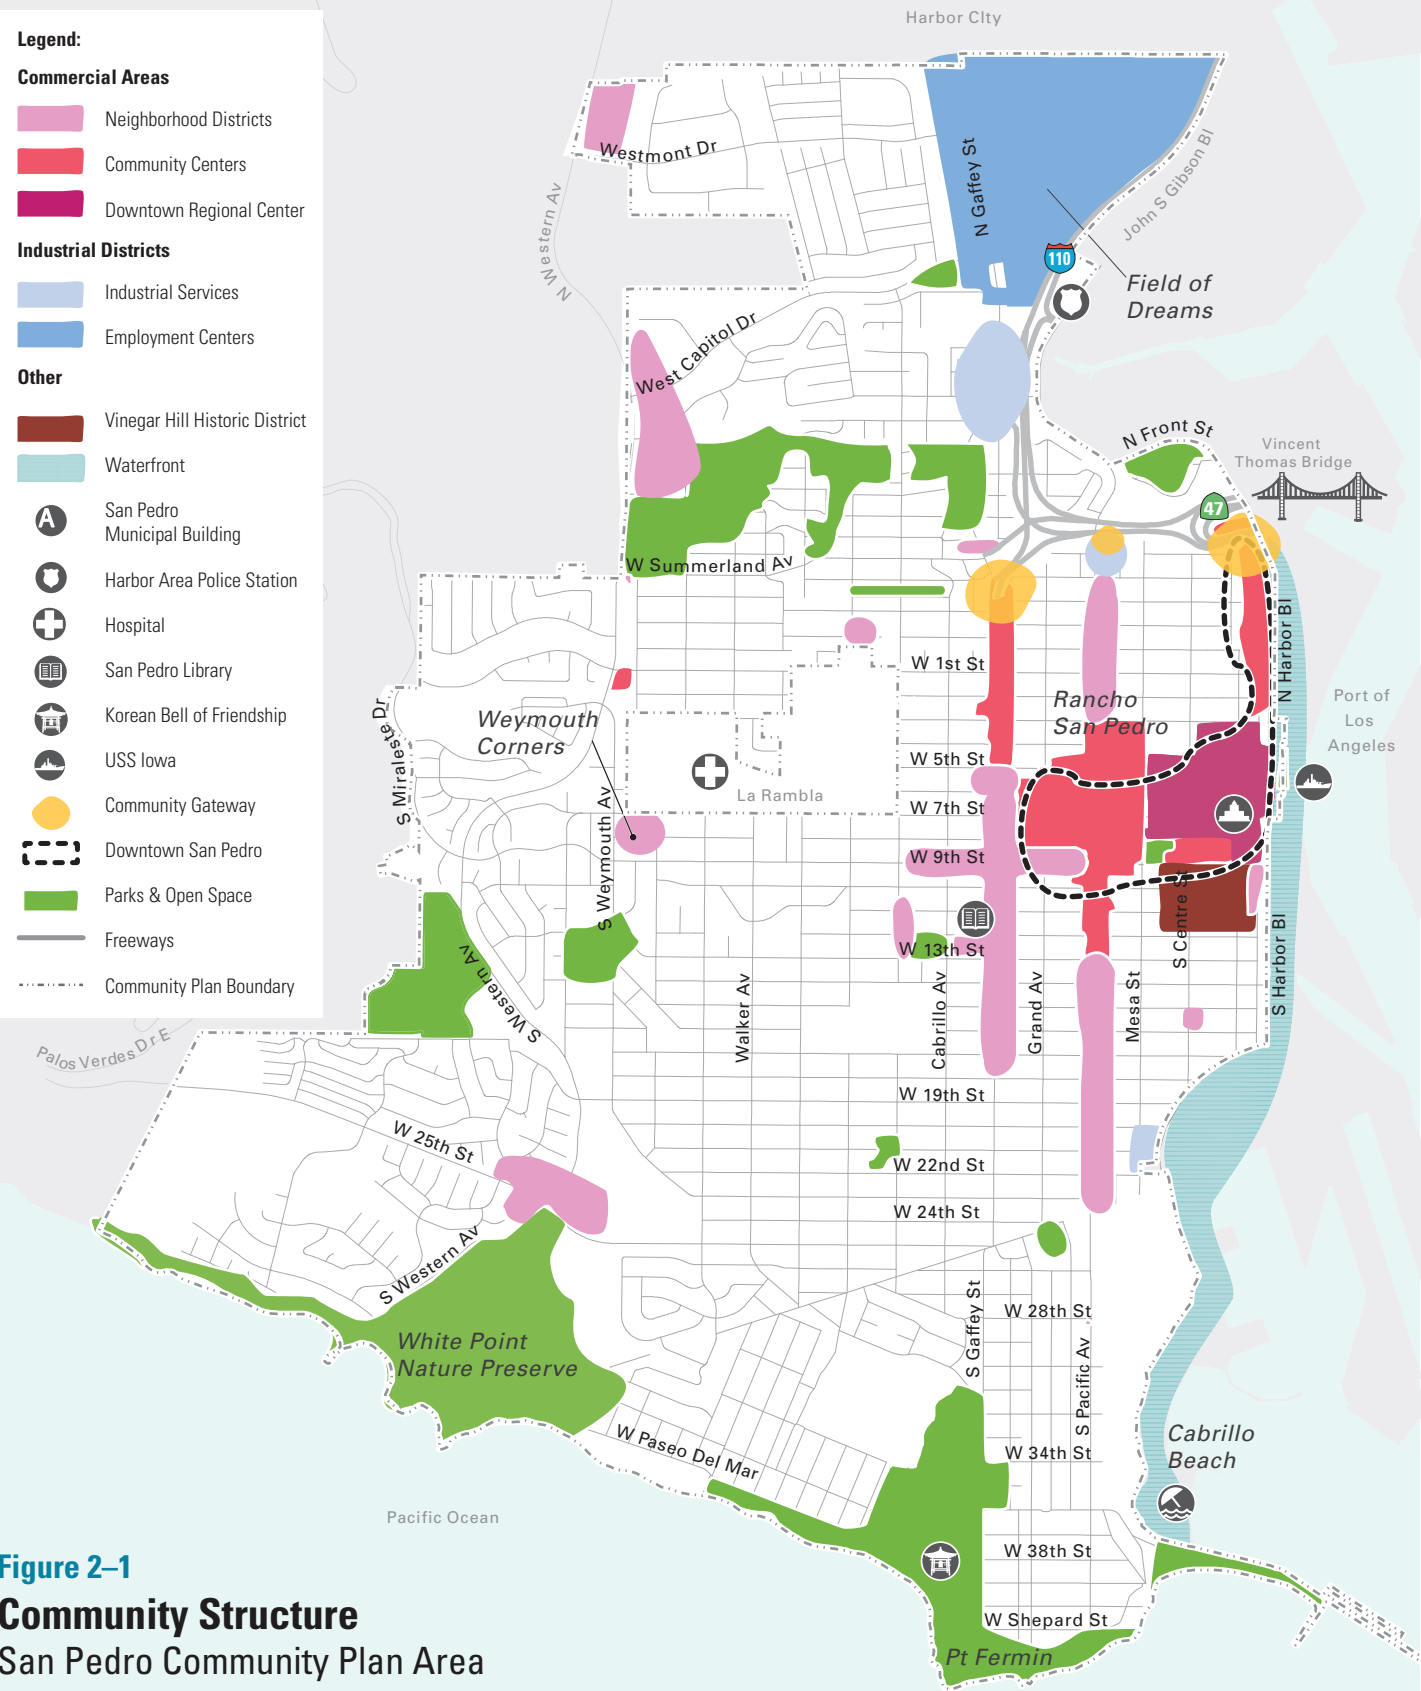 Harbor CIty
Legend:
Commercial Areas
Neighborhood Districts
Community Centers
Downtown Regional Center
Industrial Districts
Industrial Services
Employment Centers
Other
Vinegar Hill Historic District
Waterfront
A
San Pedro
Municipal Building
Harbor Area Police Station
Hospital
San Pedro Library
Korean Bell of Friendship
USS Iowa
Community Gateway
Downtown San Pedro
Parks & Open Space
Freeways
Community Plan Boundary
Westmont Dr
N Western Av
N Gaffey St
John S Gibson Bl
110
Field of
Dreams
West Capitol Dr
N Front St
Vincent
Thomas Bridge
47
W Summerland Av
N Harbor Bl
W 1st St
Rancho
San Pedro
Port of
Los
Angeles
S Miraleste Dr
Weymouth
Corners
W 5th St
La Rambla
W 7th St
S Weymouth Av
W 9th St
S Centre St
W 13th St
S Western Av
Walker Av
Cabrillo Av
Grand Av
Mesa St
S Harbor Bl
Palos Verdes Dr E
W 19th St
W 25th St
W 22nd St
W 24th St
S Western Av
S Gaffey St
W 28th St
White Point
Nature Preserve
S Pacific Av
W Paseo Del Mar
W 34th St
Cabrillo
Beach
Pacific Ocean
W 38th St
W Shepard St
Pt Fermin
Figure 2–1
Community Structure
San Pedro Community Plan Area